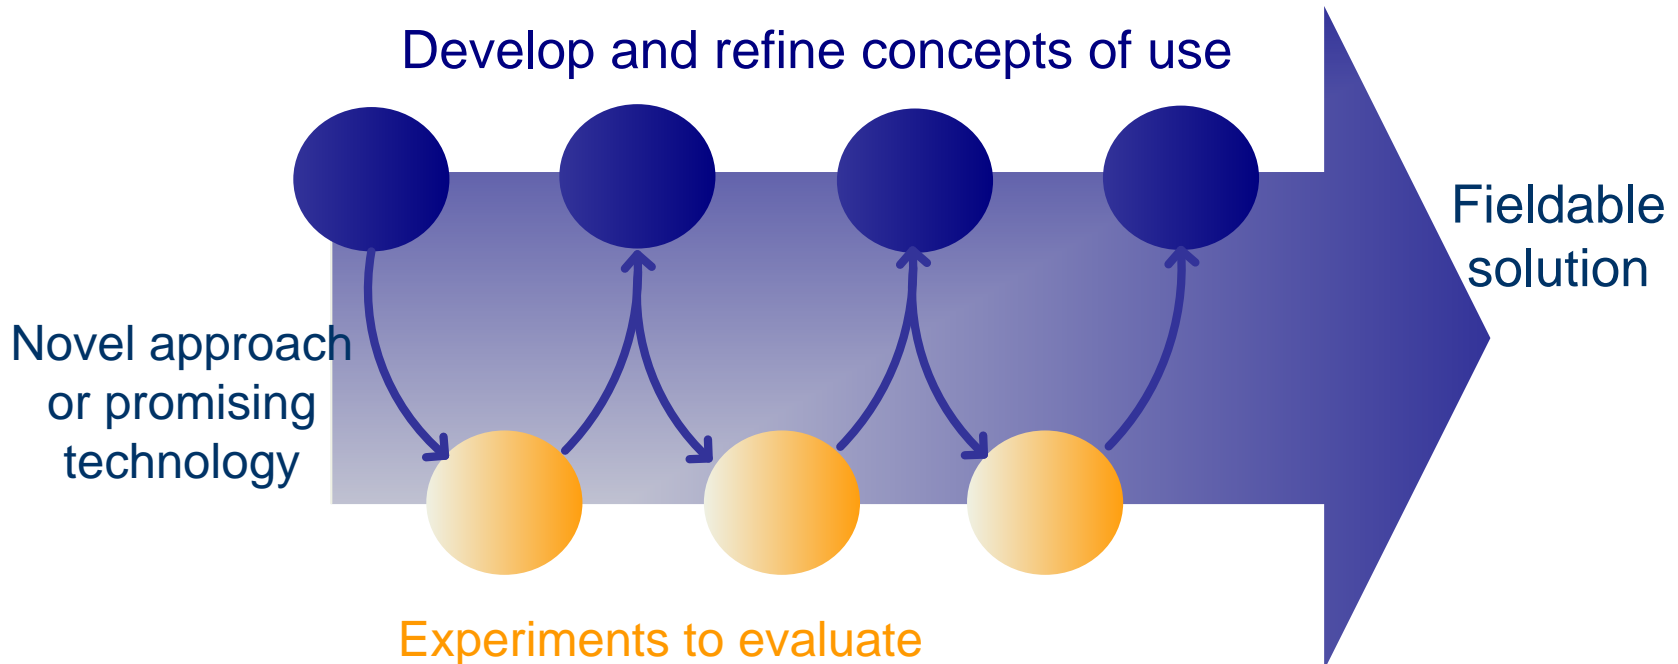 Develop and refine concepts of use
Fieldable
solution
Novel approach
or promising
technology
Experiments to evaluate